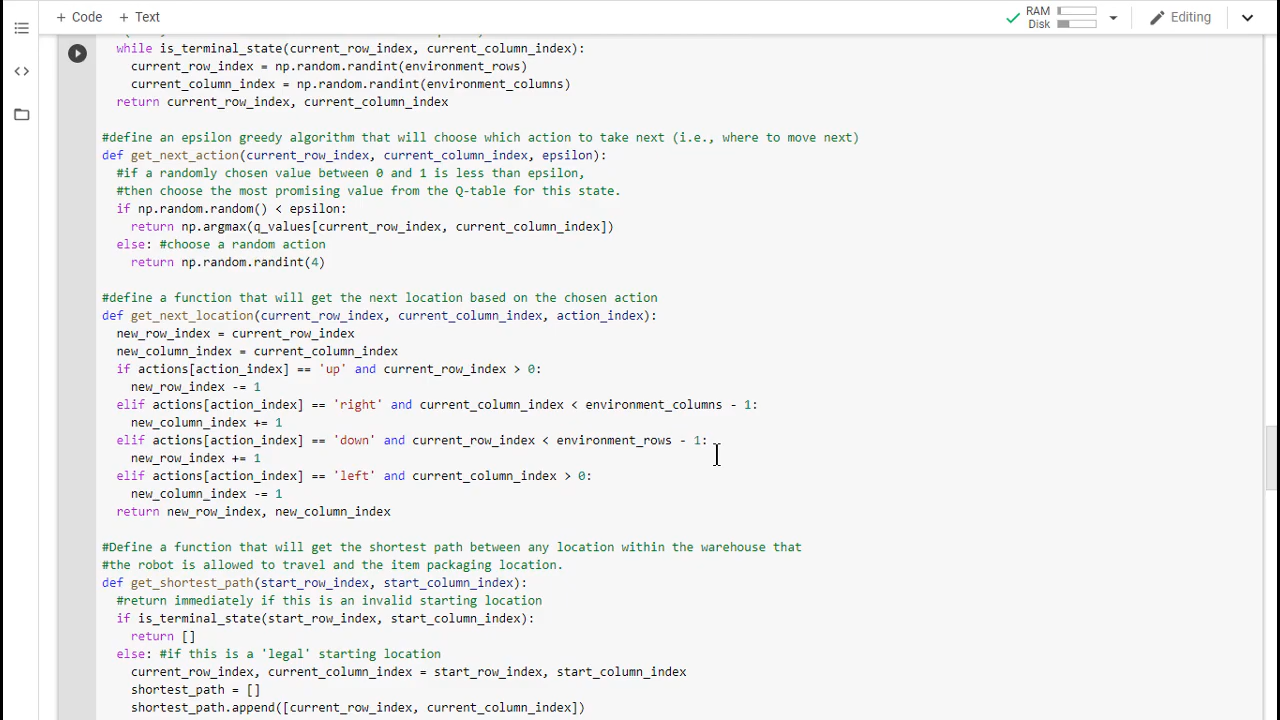 + Code + Text
RAM
Disk
Editing
while is_terminal_state(current_row_index, current_column_index):
current_row_index = np.random.randint(environment_rows)
current_column_index = np.random.randint(environment_columns)
return current_row_index, current_column_index
#define an epsilon greedy algorithm that will choose which action to take next (i.e., where to move next)
def get_next_action(current_row_index, current_column_index, epsilon):
#if a randomly chosen value between 0 and 1 is less than epsilon,
#then choose the most promising value from the Q-table for this state.
if np.random.random() < epsilon:
return np.argmax(q_values[current_row_index, current_column_index])
else: #choose a random action
return np.random.randint(4)
#define a function that will get the next location based on the chosen action
def get_next_location(current_row_index, current_column_index, action_index):
new_row_index = current_row_index
new_column_index = current_column_index
if actions[action_index] == 'up' and current_row_index > 0:
new_row_index -= 1
elif actions[action_index] == 'right' and current_column_index < environment_columns - 1:
new_column_index += 1
elif actions[action_index] == 'down' and current_row_index < environment_rows - 1:
new_row_index += 1
elif actions[action_index] == 'left' and current_column_index > 0:
new_column_index -= 1
return new_row_index, new_column_index
#Define a function that will get the shortest path between any location within the warehouse that
#the robot is allowed to travel and the item packaging location.
def get_shortest_path(start_row_index, start_column_index):
#return immediately if this is an invalid starting location
if is_terminal_state(start_row_index, start_column_index):
return []
else: #if this is a 'legal' starting location
current_row_index, current_column_index = start_row_index, start_column_index
shortest_path = []
shortest_path.append([current_row_index, current_column_index])